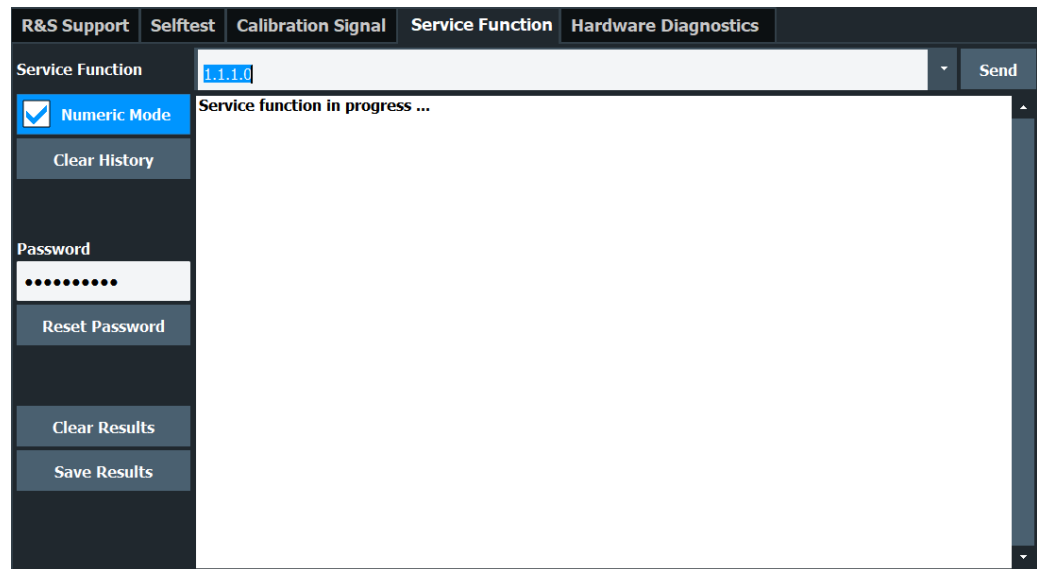 R&S Support Selftest Calibration Signal Service Function Hardware Diagnostics
Service Function 1.1.1.0 Send
Numeric Mode Service function in progress ...
Clear History
Password
••••••••••
Reset Password
Clear Results
Save Results